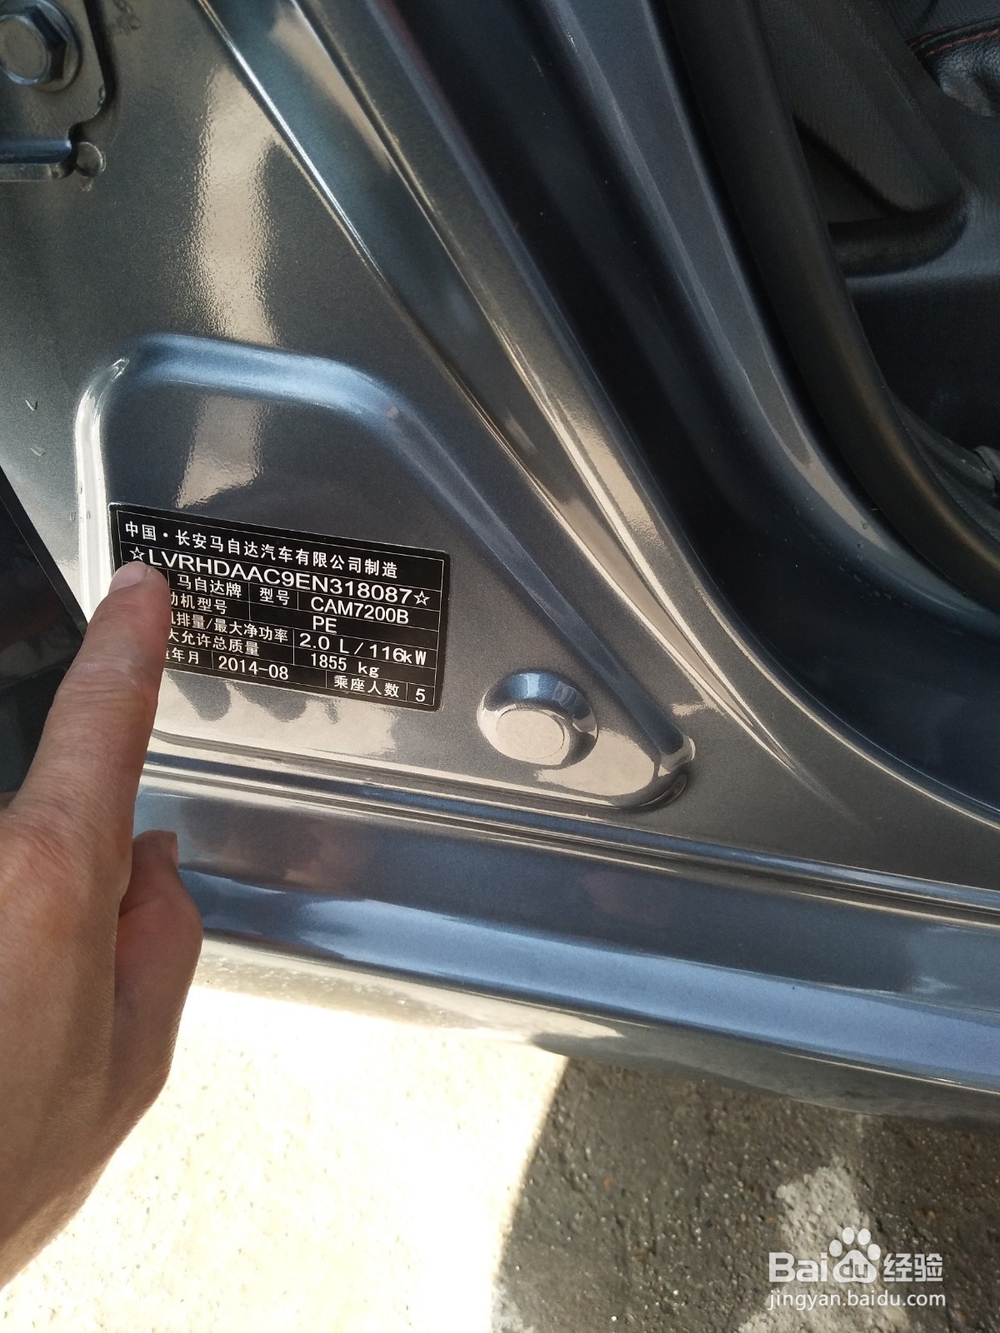 中国·长安马自达汽车有限公司制造
☆LVRHDAAC9EN318087☆
马自达牌 型号 CAM7200B
动机型号 PE
机排量/最大净功率 2.0 L/116kW
大允许总质量 1855 kg
造年月 2014-08 乘座人数 5
Baidu经验
jingyan.baidu.com